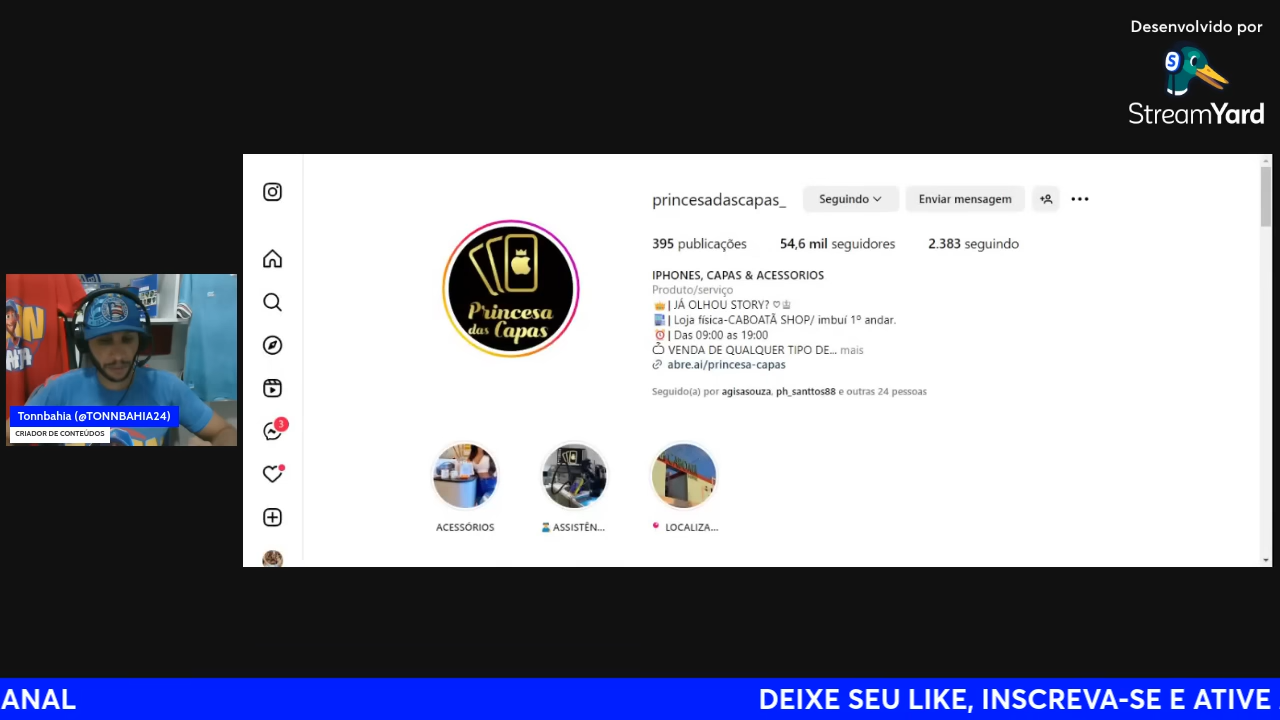 Desenvolvido por
StreamYard
princesadascapas_
Seguindo
Enviar mensagem
395 publicações
54,6 mil seguidores
2.383 seguindo
Princesa
das Capas
IPHONES, CAPAS & ACESSORIOS
Produto/serviço
👑| JÁ OLHOU STORY? ♡♔
| Loja física-CABOATÃ SHOP/ imbuí 1º andar.
⏰| Das 09:00 as 19:00
VENDA DE QUALQUER TIPO DE... mais
abre.ai/princesa-capas
Seguido(a) por agisasouza, ph_santtos88 e outras 24 pessoas
3
ACESSÓRIOS
ASSISTÊN...
📍 LOCALIZA...
Tonnbahia (@TONNBAHIA24)
CRIADOR DE CONTEÚDOS
ANAL
DEIXE SEU LIKE, INSCREVA-SE E ATIVE